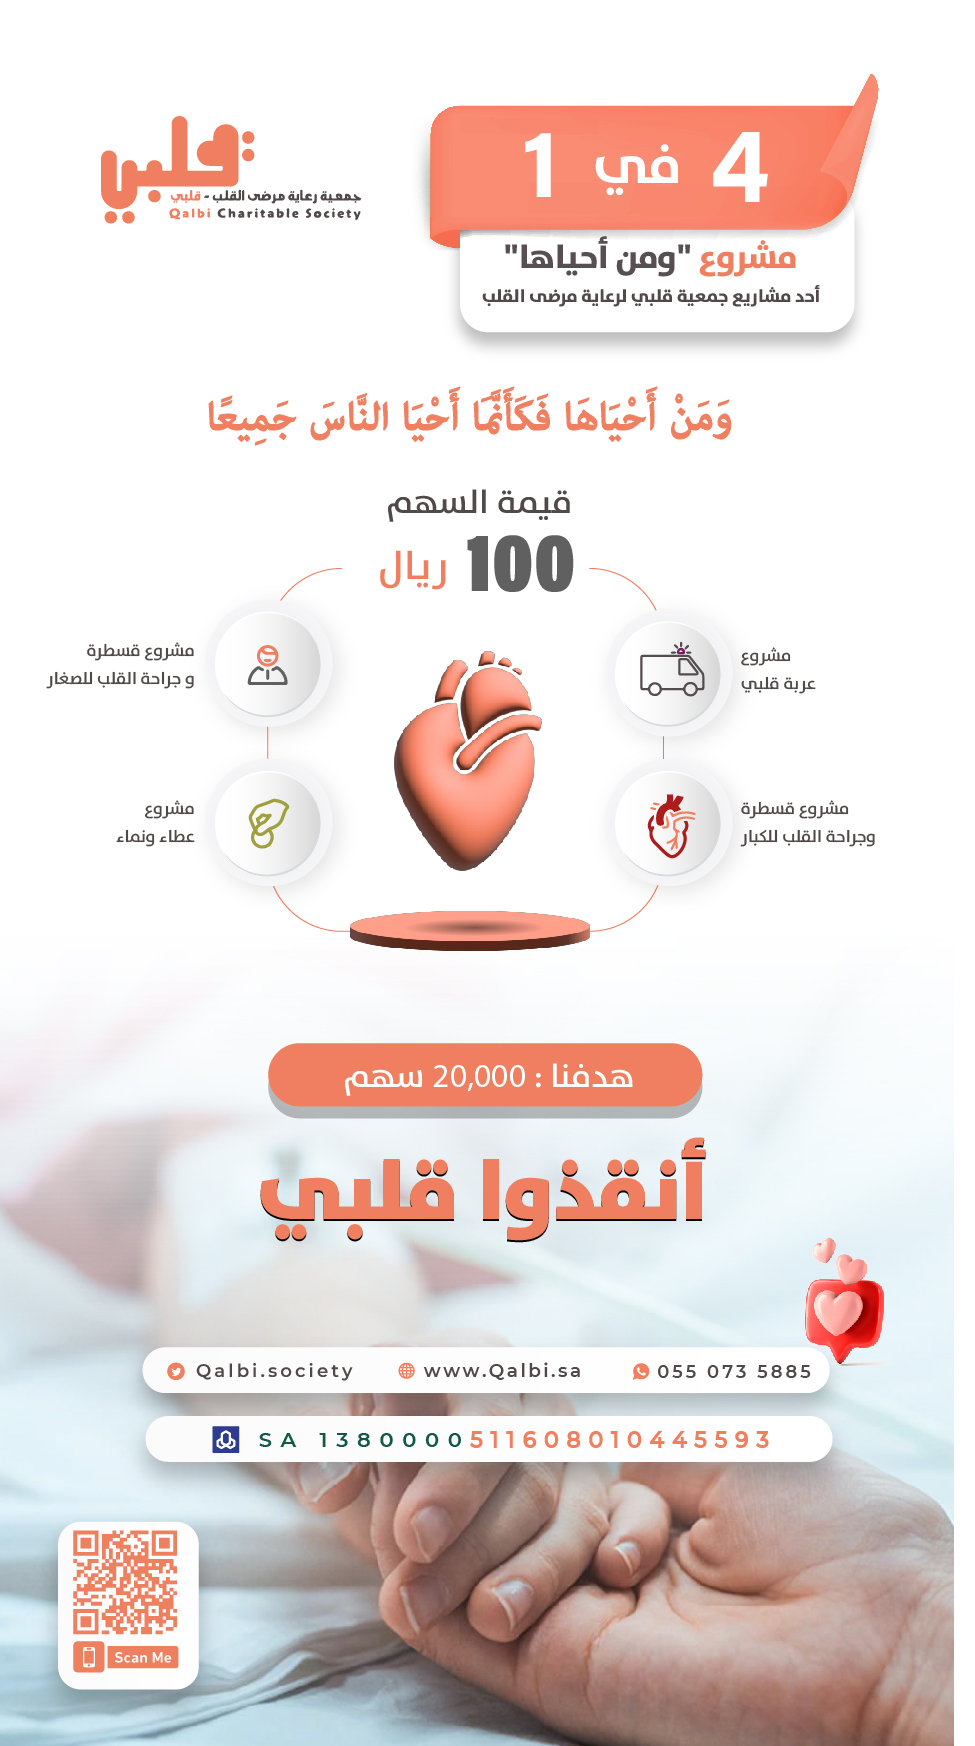 4 في 1
قلبي
جمعية رعاية مرضى القلب - قلبي
Qalbi Charitable Society
مشروع "ومن أحياها"
أحد مشاريع جمعية قلبي لرعاية مرضى القلب
وَمَنْ أَحْيَاهَا فَكَأَنَّمَا أَحْيَا النَّاسَ جَمِيعًا
قيمة السهم
100 ريال
مشروع
عربة قلبي
مشروع قسطرة
و جراحة القلب للصغار
مشروع قسطرة
وجراحة القلب للكبار
مشروع
عطاء ونماء
هدفنا : 20,000 سهم
أنقذوا قلبي
Qalbi.society
www.Qalbi.sa
055 073 5885
SA 1380000511608010445593
Scan Me